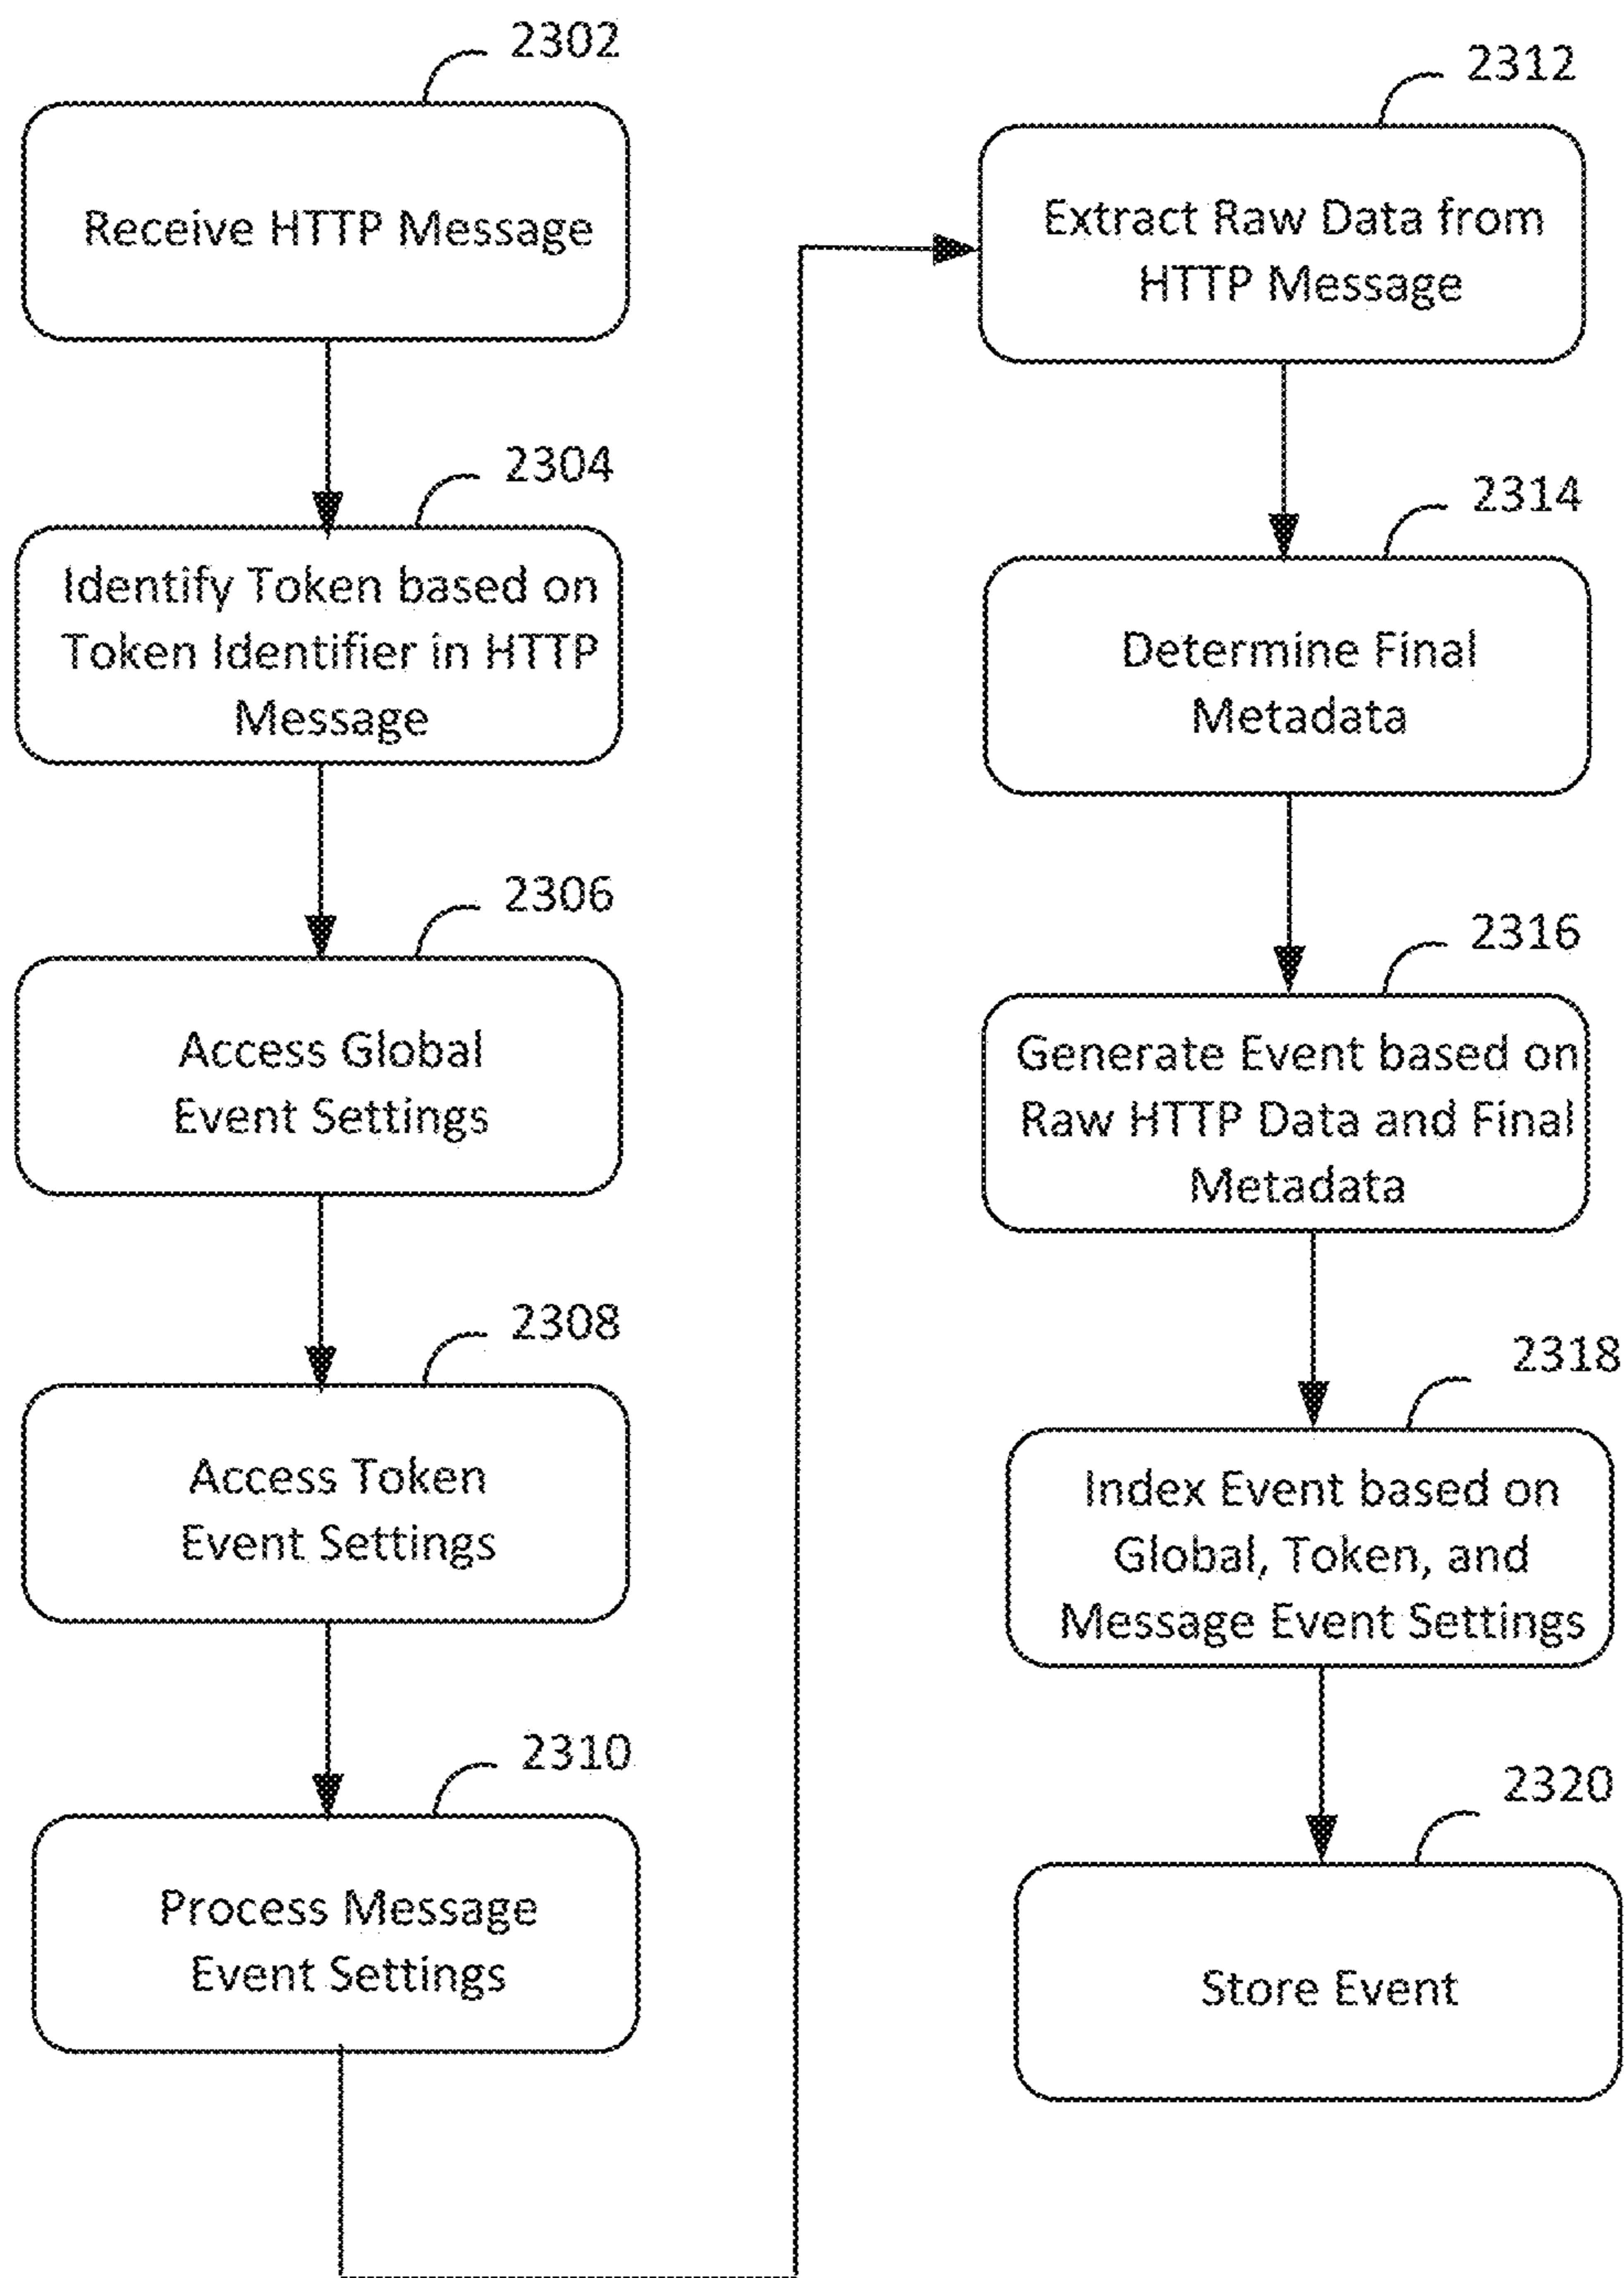 2302
Receive HTTP Message
2304
Identify Token based on
Token Identifier in HTTP
Message
2306
Access Global
Event Settings
2308
Access Token
Event Settings
2310
Process Message
Event Settings
2312
Extract Raw Data from
HTTP Message
2314
Determine Final
Metadata
2316
Generate Event based on
Raw HTTP Data and Final
Metadata
2318
Index Event based on
Global, Token, and
Message Event Settings
2320
Store Event